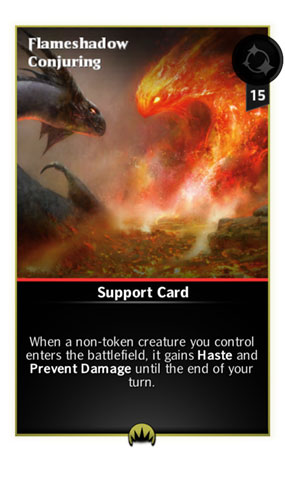 Flameshadow
Conjuring
15
Support Card
When a non-token creature you control
enters the battlefield, it gains Haste and
Prevent Damage until the end of your
turn.